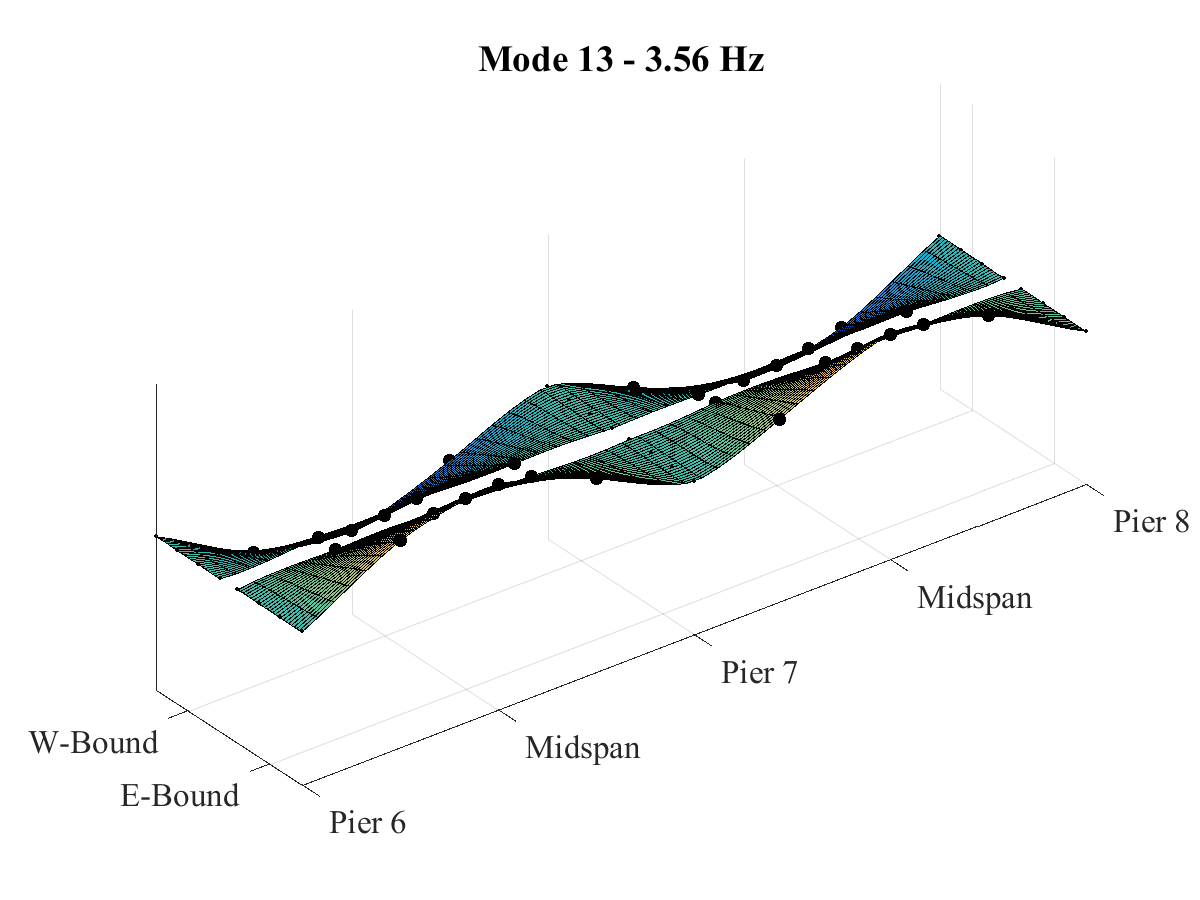 Mode 13 - 3.56 Hz
Pier 8
Midspan
Pier 7
W-Bound
Midspan
E-Bound
Pier 6